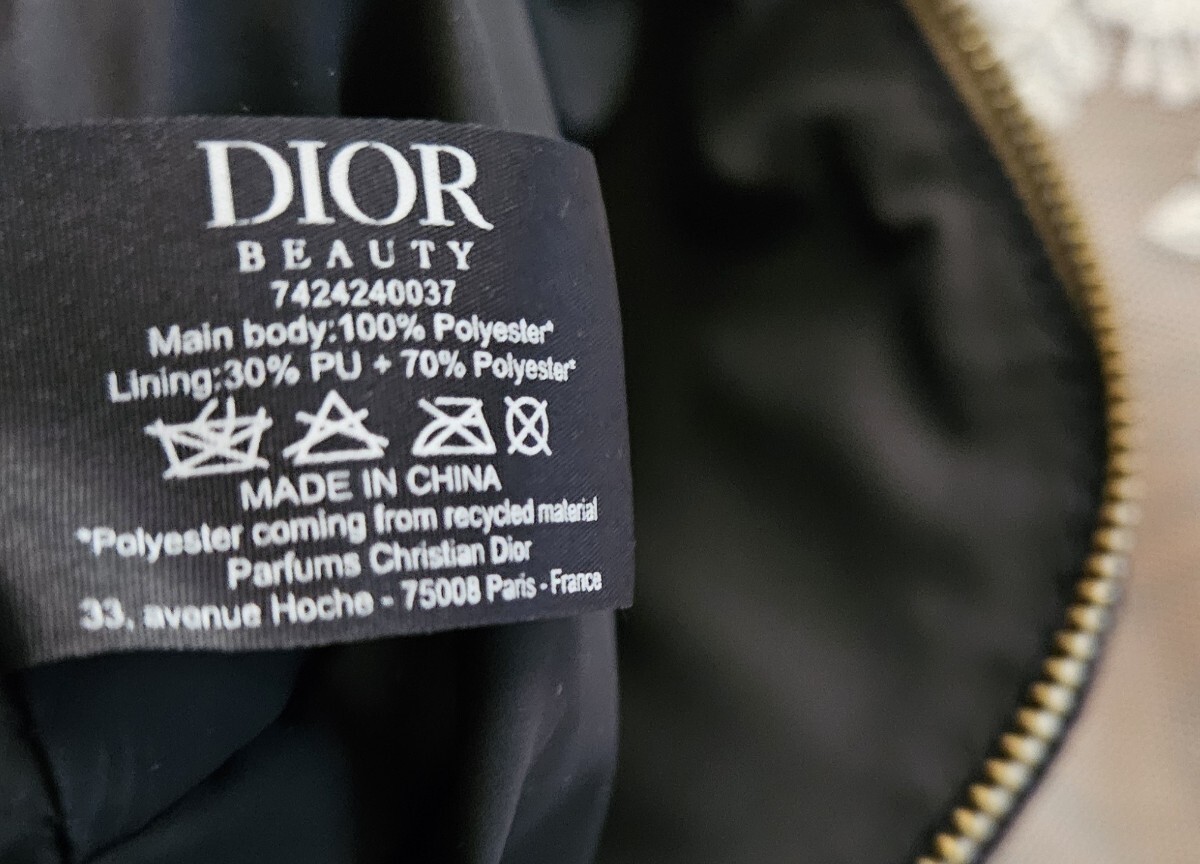 DIOR
BEAUTY
7424240037
Main body:100% Polyester*
Lining:30% PU + 70% Polyester*
MADE IN CHINA
*Polyester coming from recycled material
Parfums Christian Dior
33, avenue Hoche - 75008 Paris - France